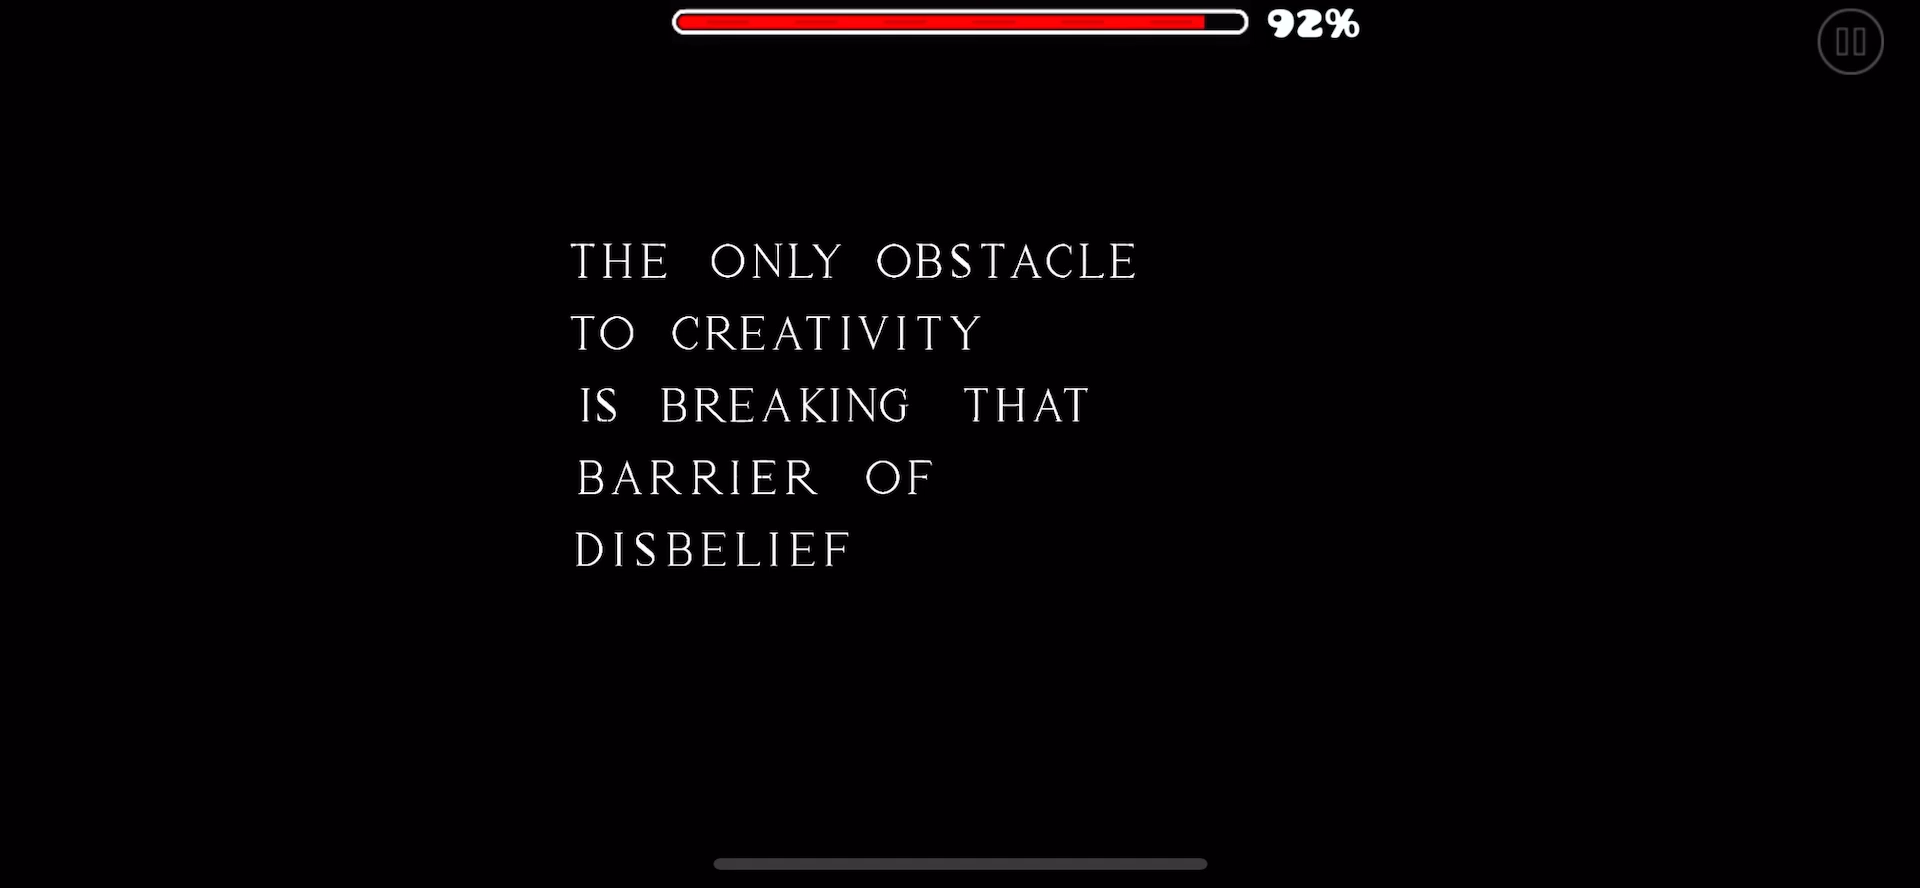 92%
THE ONLY OBSTACLE
TO CREATIVITY
IS BREAKING THAT
BARRIER OF
DISBELIEF